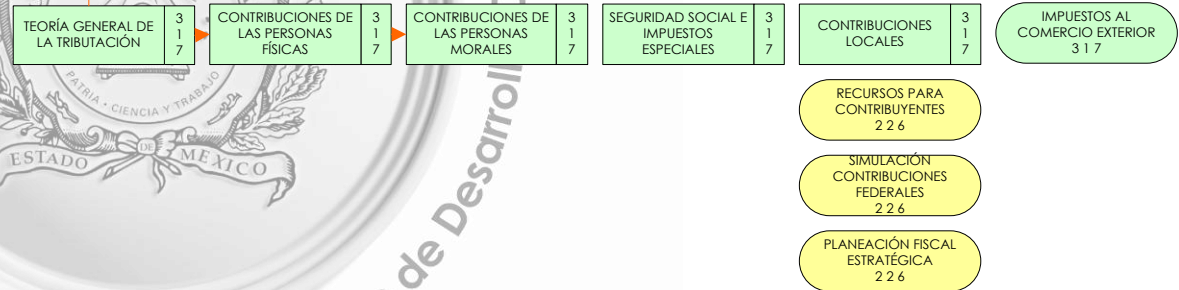 TEORÍA GENERAL DE
LA TRIBUTACIÓN
3
1
7
CONTRIBUCIONES DE
LAS PERSONAS
FÍSICAS
3
1
7
CONTRIBUCIONES DE
LAS PERSONAS
MORALES
3
1
7
SEGURIDAD SOCIAL E
IMPUESTOS
ESPECIALES
3
1
7
CONTRIBUCIONES
LOCALES
3
1
7
IMPUESTOS AL
COMERCIO EXTERIOR
3 1 7
RECURSOS PARA
CONTRIBUYENTES
2 2 6
SIMULACIÓN
CONTRIBUCIONES
FEDERALES
2 2 6
PLANEACIÓN FISCAL
ESTRATÉGICA
2 2 6
PATRIA • CIENCIA Y TRABAJO
ESTADO DE MEXICO
de Desarroll